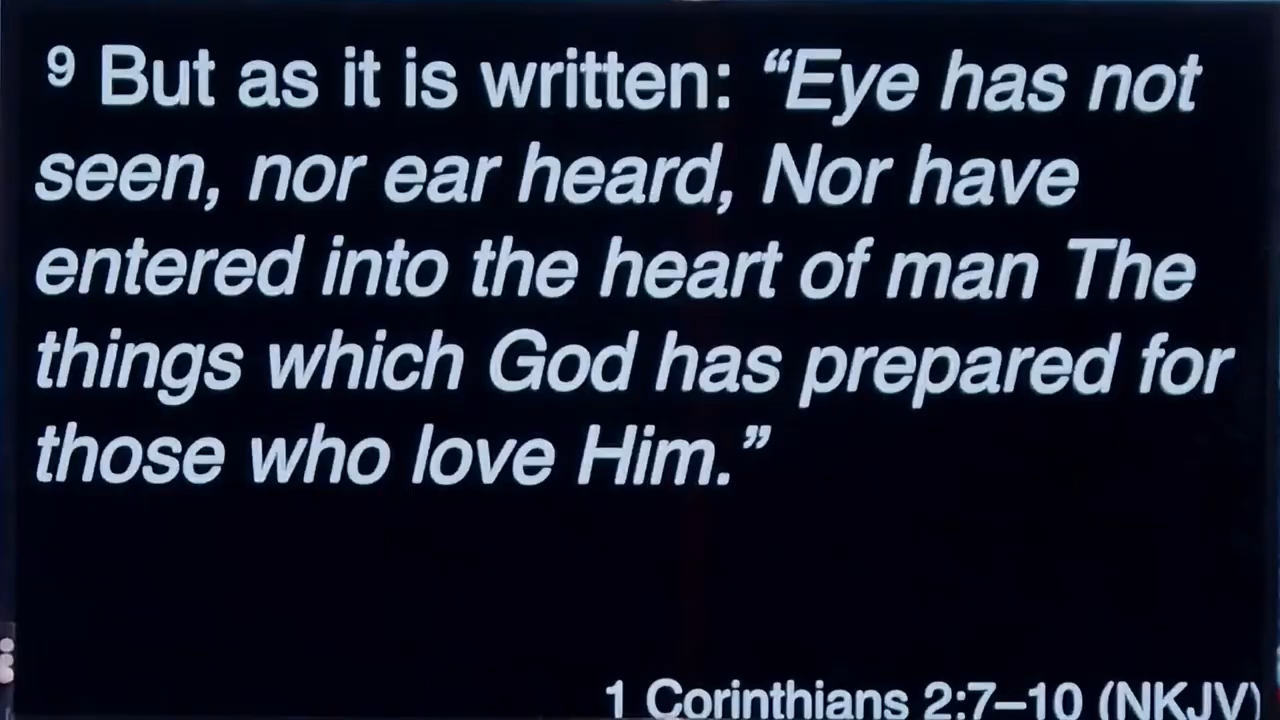 ⁹ But as it is written: “Eye has not
seen, nor ear heard, Nor have
entered into the heart of man The
things which God has prepared for
those who love Him.”
1 Corinthians 2:7–10 (NKJV)